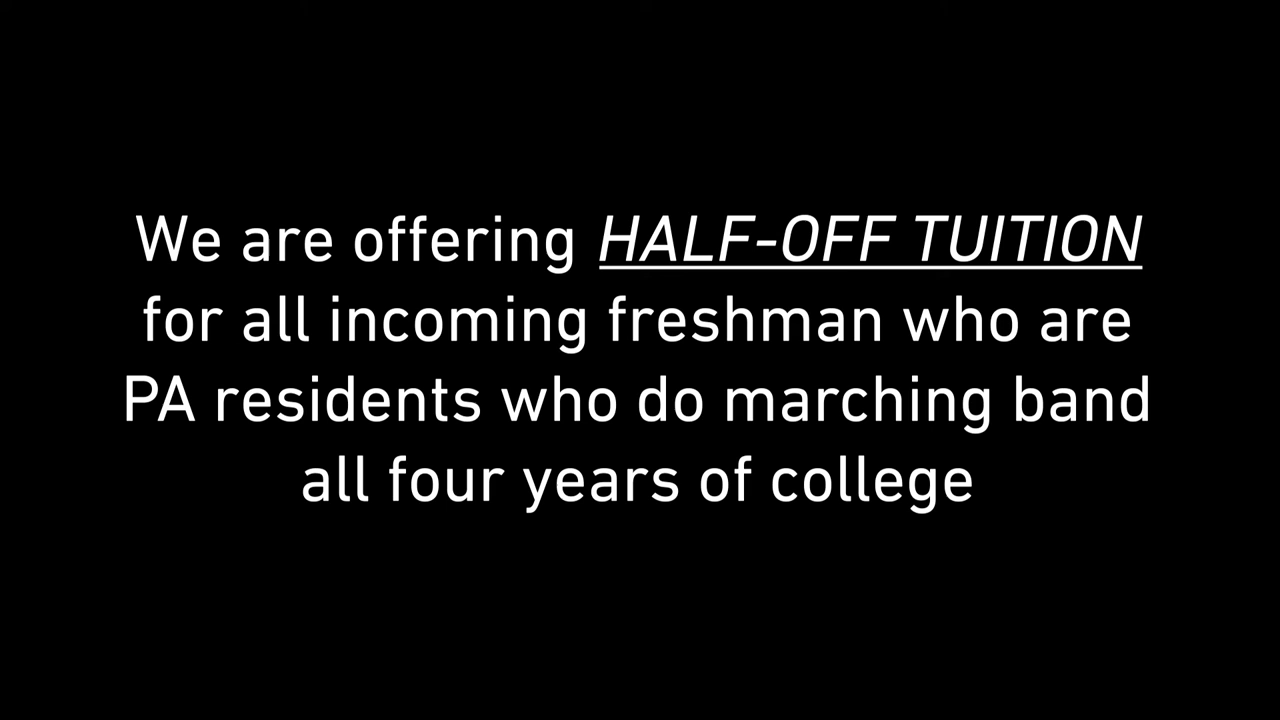 We are offering HALF-OFF TUITION
for all incoming freshman who are
PA residents who do marching band
all four years of college